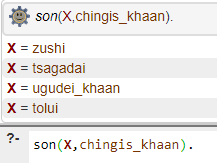 son(X,chingis_khaan).
X = zushi
X = tsagadai
X = ugudei_khaan
X = tolui
?- son(X,chingis_khaan).